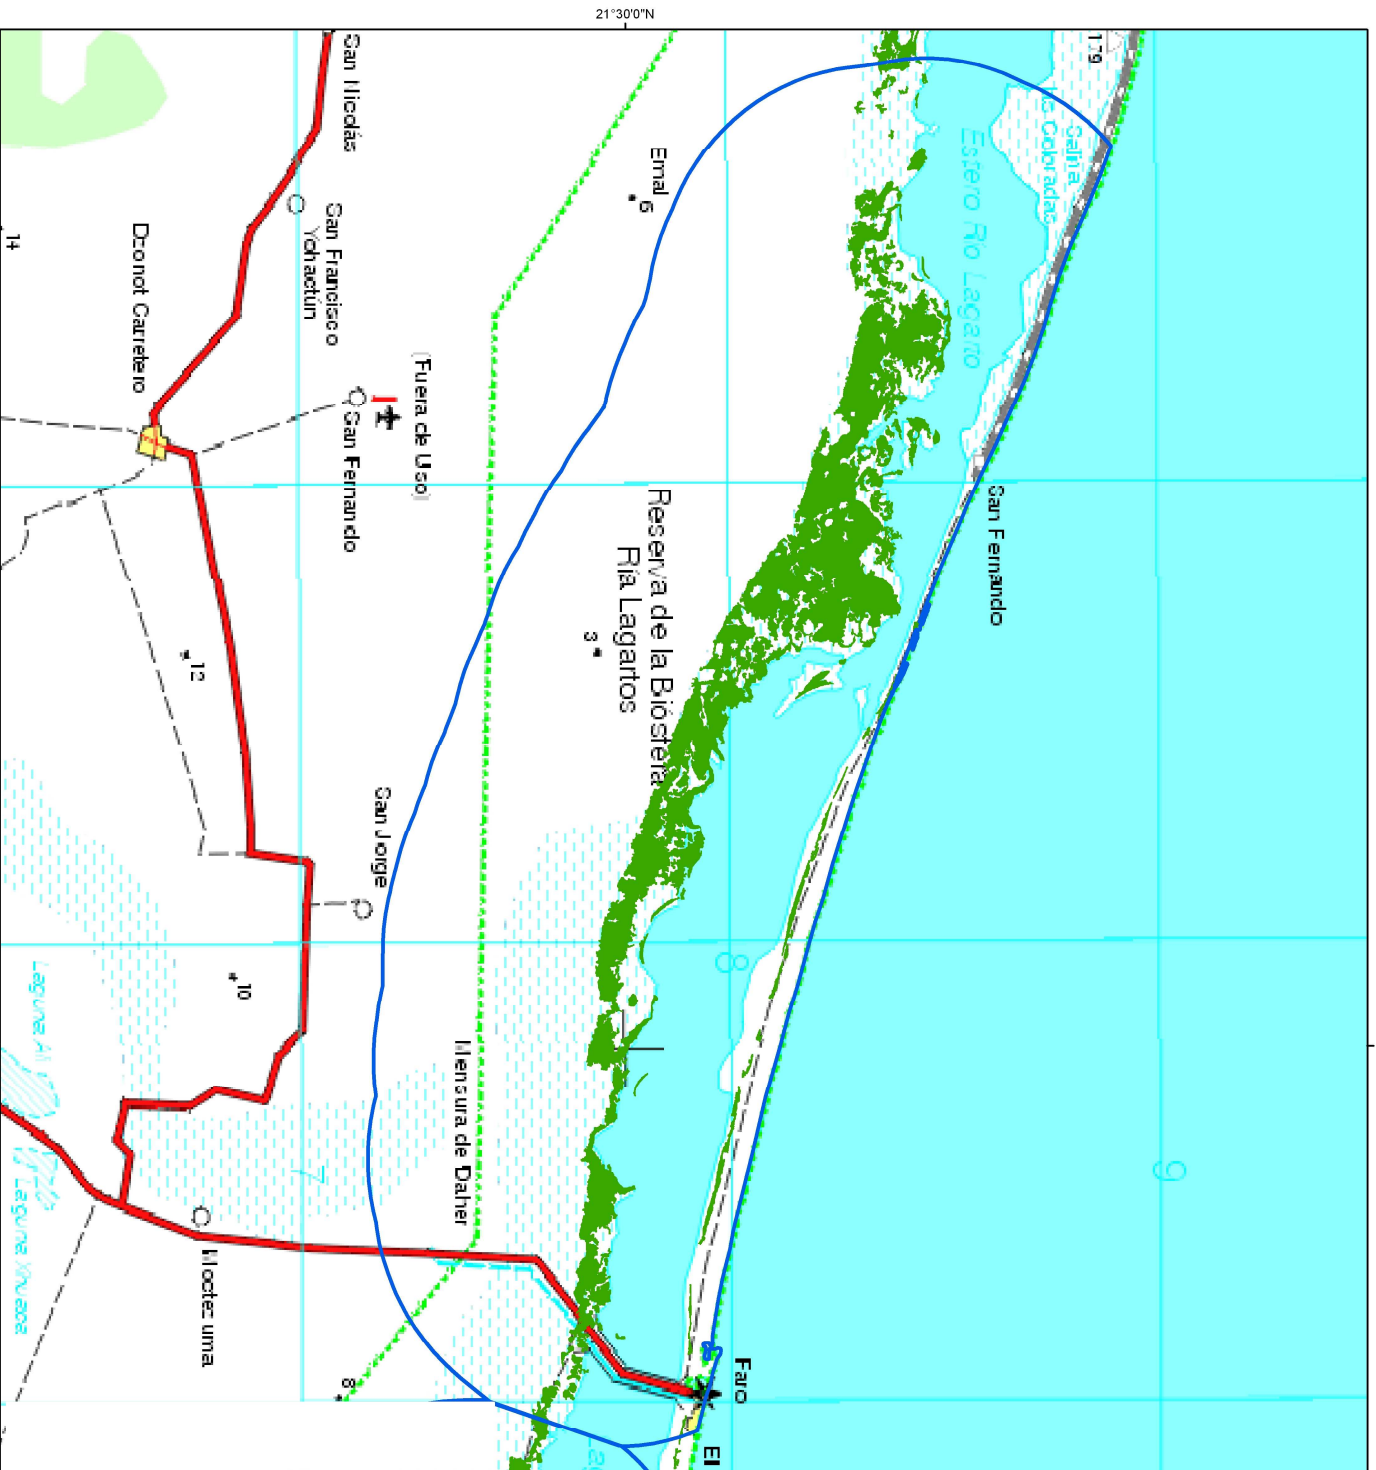 21°30'0"N
179
San Nicolás
Salina
Las Coloradas
Estero Río Lagarto
Emal
6
San Francisco
Yohactún
14
Dzonot Carretero
(Fuera de Uso)
San Fernando
San Fernando
Reserva de la Biósfera
Ría Lagartos
3
12
San Jorge
8
10
Mensura de Daher
7
9
Moctezuma
Faro
8
El